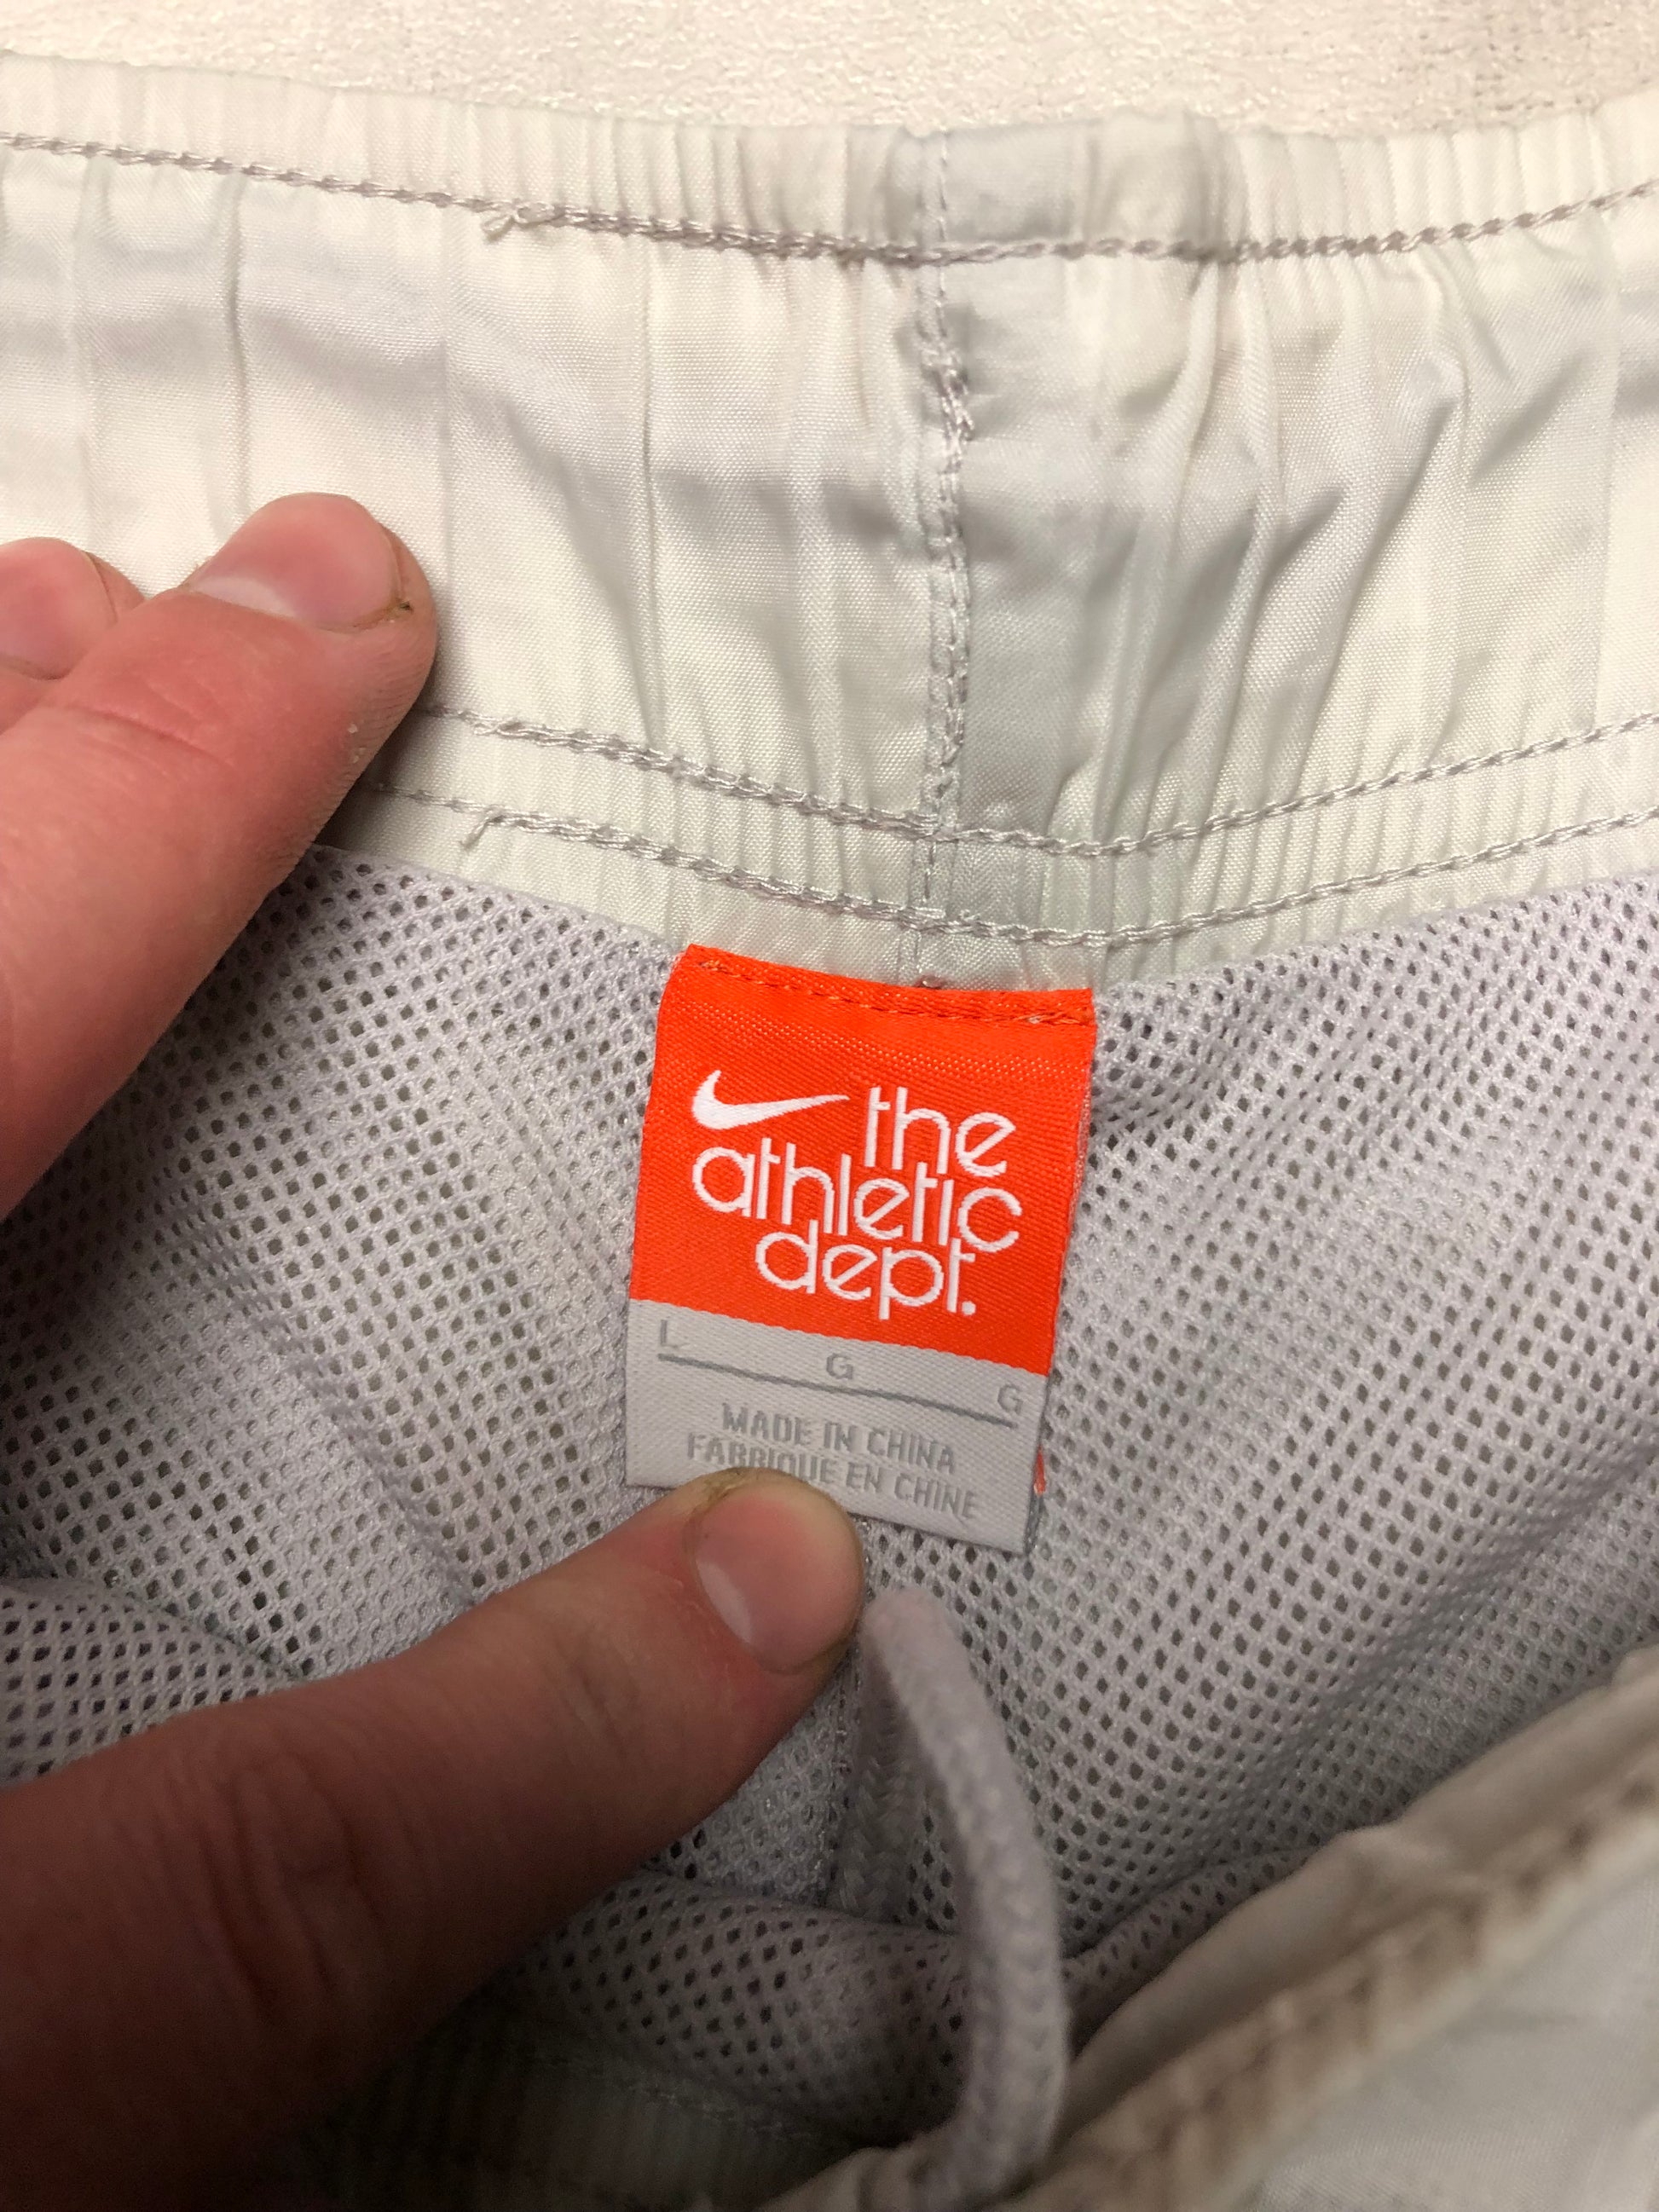 the
athletic
dept.
L G G
MADE IN CHINA
FABRIQUE EN CHINE